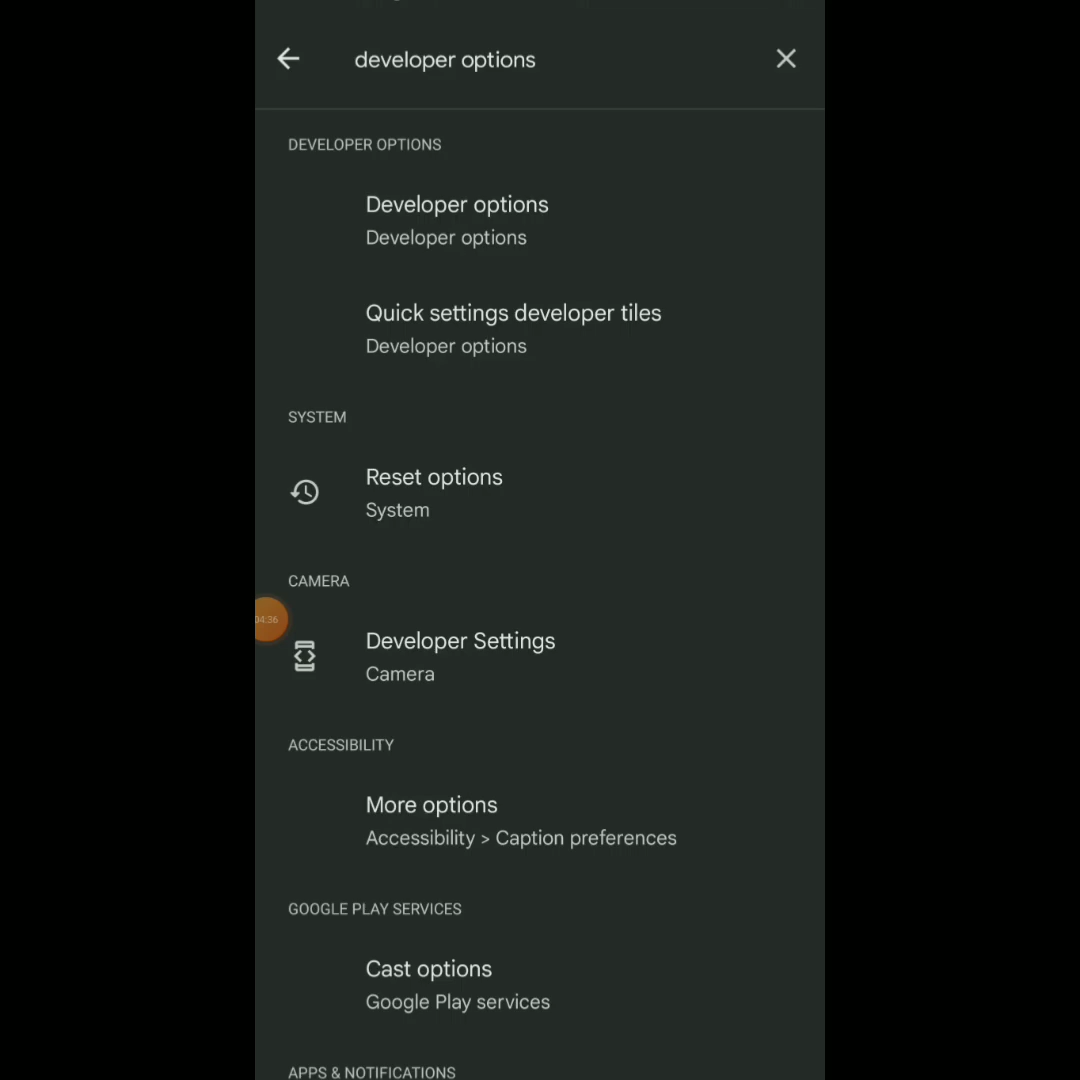 developer options
DEVELOPER OPTIONS
Developer options
Developer options
Quick settings developer tiles
Developer options
SYSTEM
Reset options
System
CAMERA
04:36
Developer Settings
Camera
ACCESSIBILITY
More options
Accessibility > Caption preferences
GOOGLE PLAY SERVICES
Cast options
Google Play services
APPS & NOTIFICATIONS